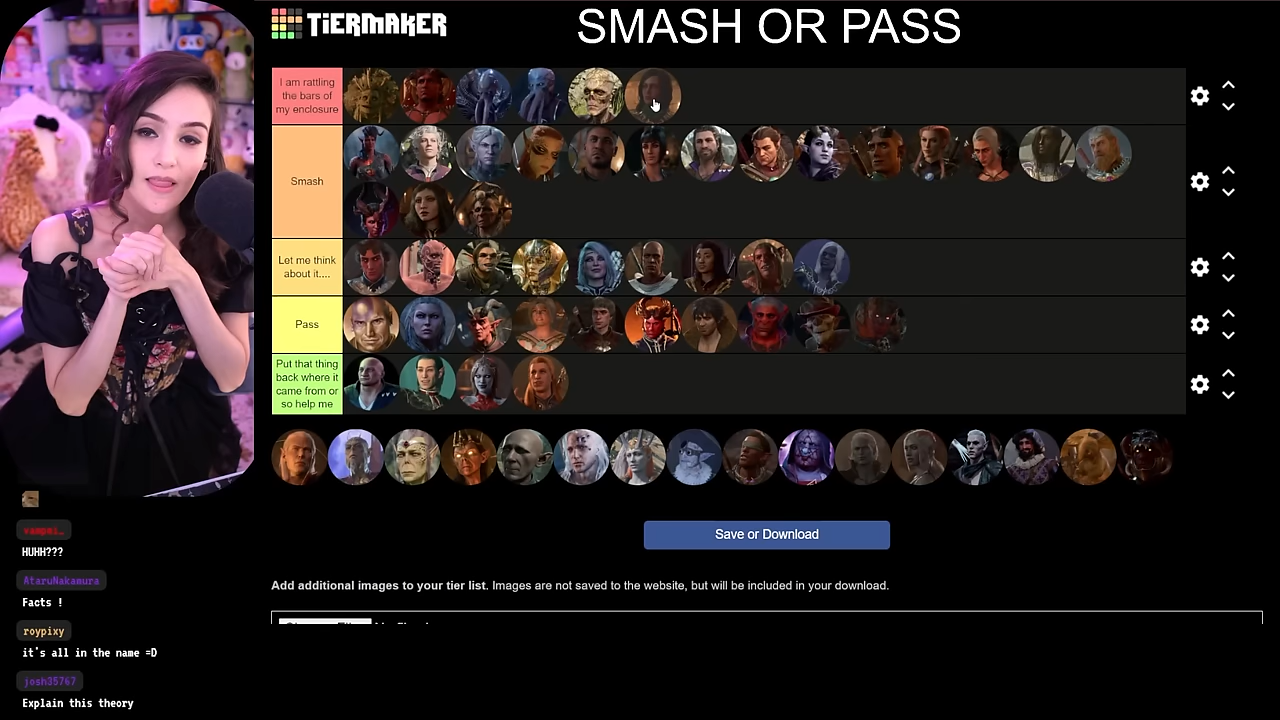 TiERMAKER
SMASH OR PASS
I am rattling
the bars of
my enclosure
Smash
Let me think
about it....
Pass
Put that thing
back where it
came from or
so help me
Save or Download
Add additional images to your tier list. Images are not saved to the website, but will be included in your download.
vampmi…
HUHH???
AtaruNakamura
Facts !
roypixy
it's all in the name =D
josh35767
Explain this theory